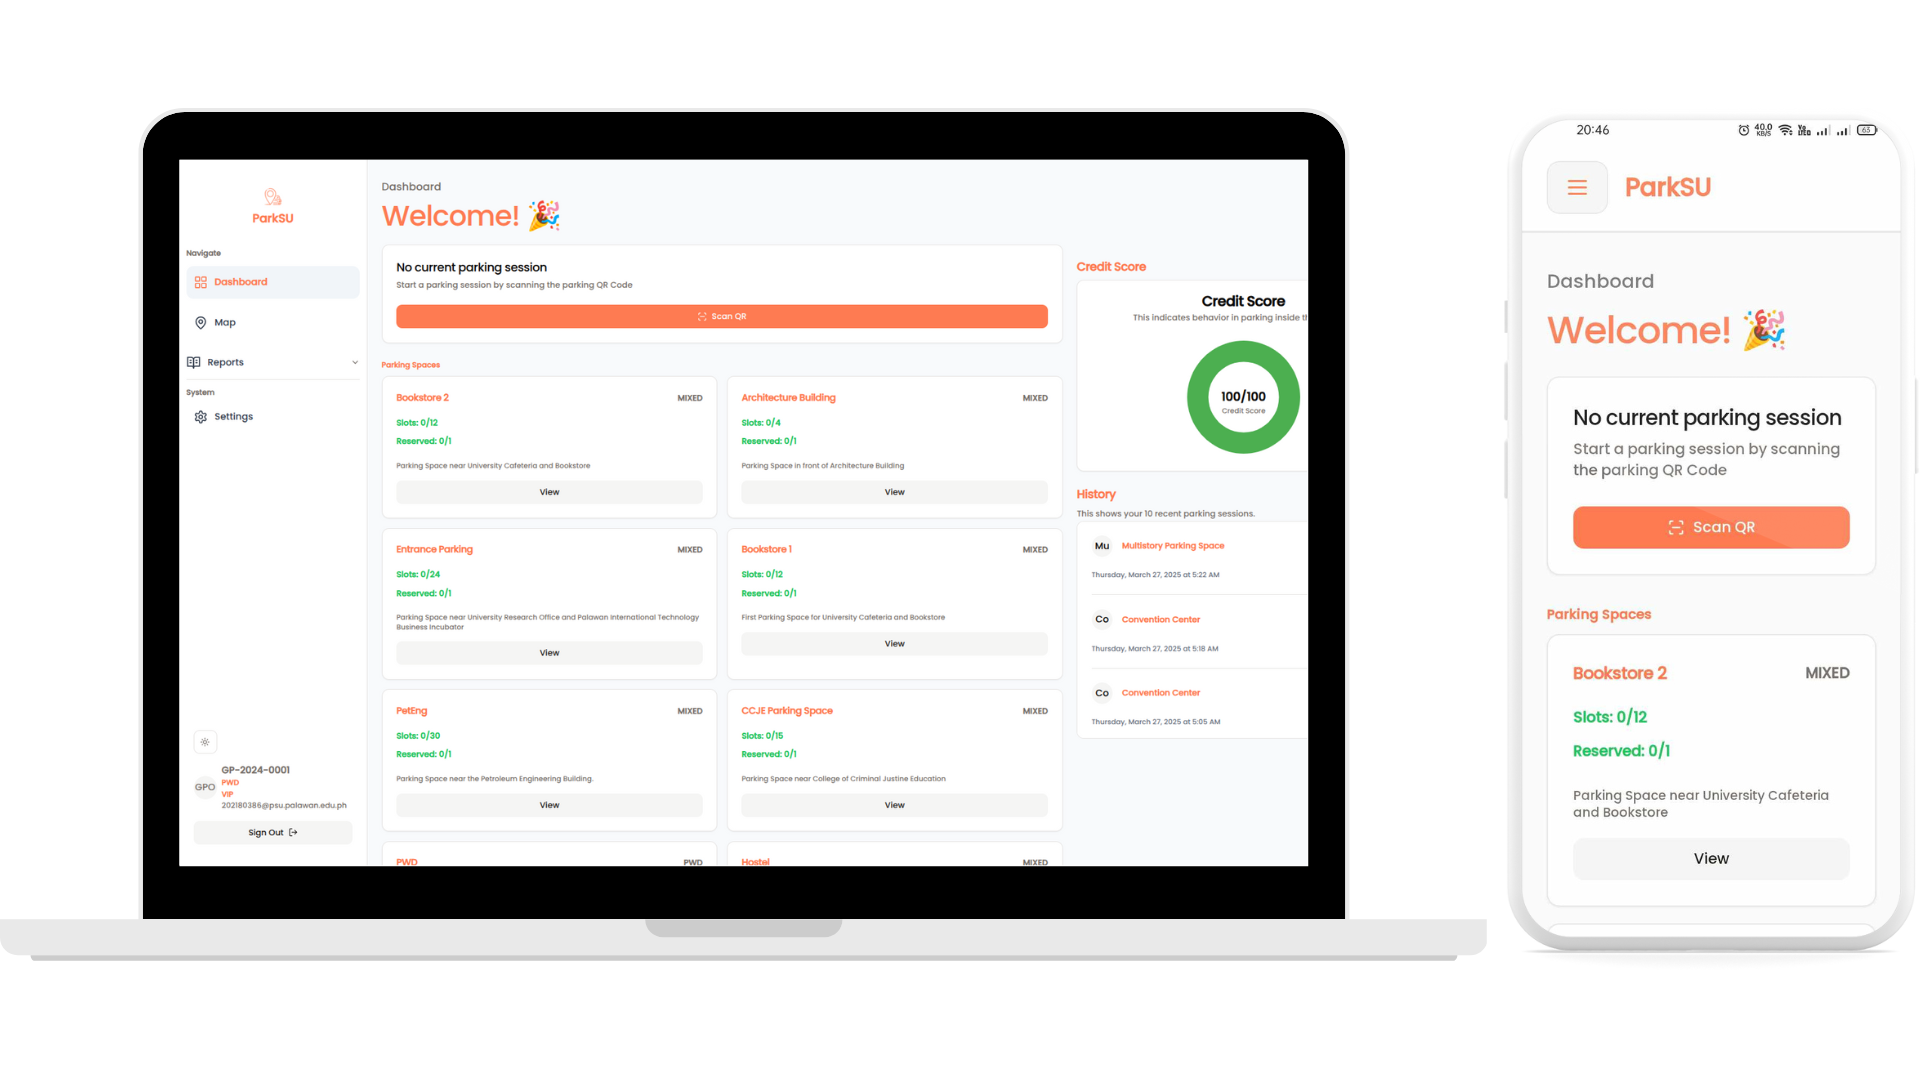 ParkSU
Navigate
Dashboard
Map
Reports
System
Settings
GP-2024-0001
GPO
PWD
VIP
202180386@psu.palawan.edu.ph
Sign Out
Dashboard
Welcome!
No current parking session
Start a parking session by scanning the parking QR Code
Scan QR
Parking Spaces
Bookstore 2 MIXED
Slots: 0/12
Reserved: 0/1
Parking Space near University Cafeteria and Bookstore
View
Architecture Building MIXED
Slots: 0/4
Reserved: 0/1
Parking Space in front of Architecture Building
View
Entrance Parking MIXED
Slots: 0/24
Reserved: 0/1
Parking Space near University Research Office and Palawan International Technology
Business Incubator
View
Bookstore 1 MIXED
Slots: 0/12
Reserved: 0/1
First Parking Space for University Cafeteria and Bookstore
View
PetEng MIXED
Slots: 0/30
Reserved: 0/1
Parking Space near the Petroleum Engineering Building.
View
CCJE Parking Space MIXED
Slots: 0/15
Reserved: 0/1
Parking Space near College of Criminal Justine Education
View
PWD PWD
Hostel MIXED
Credit Score
Credit Score
This indicates behavior in parking inside th
100/100
Credit Score
History
This shows your 10 recent parking sessions.
Mu Multistory Parking Space
Thursday, March 27, 2025 at 5:22 AM
Co Convention Center
Thursday, March 27, 2025 at 5:18 AM
Co Convention Center
Thursday, March 27, 2025 at 5:05 AM
20:46 40.0 KB/S 63
ParkSU
Dashboard
Welcome!
No current parking session
Start a parking session by scanning
the parking QR Code
Scan QR
Parking Spaces
Bookstore 2 MIXED
Slots: 0/12
Reserved: 0/1
Parking Space near University Cafeteria
and Bookstore
View